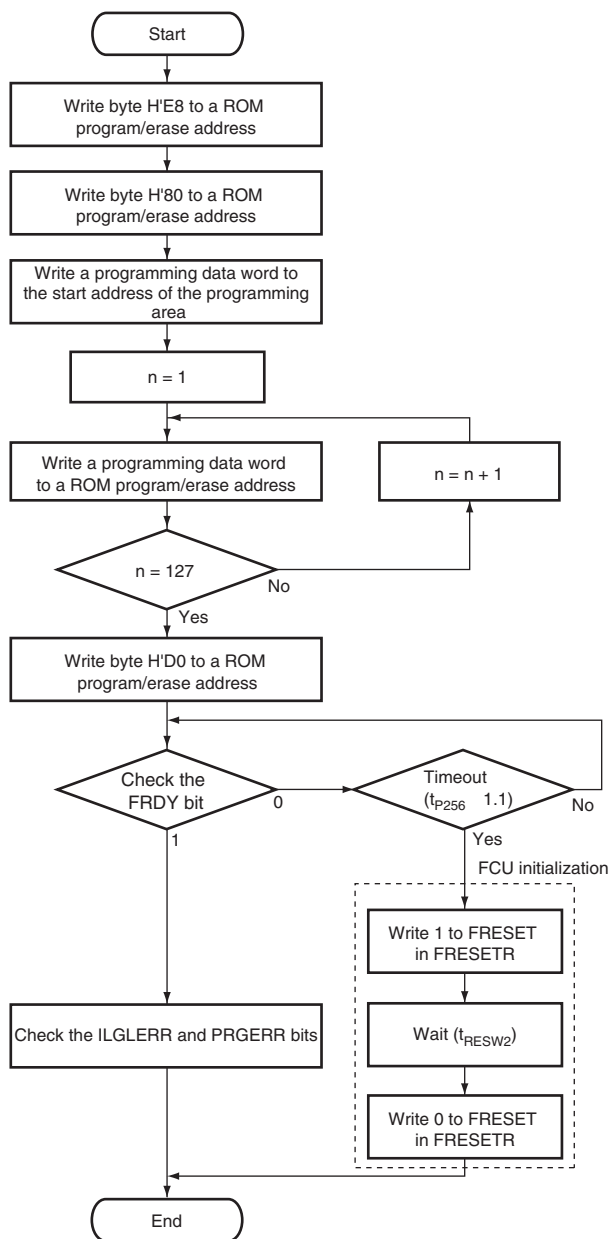 Start
Write byte H'E8 to a ROM
program/erase address
Write byte H'80 to a ROM
program/erase address
Write a programming data word to
the start address of the programming
area
n = 1
Write a programming data word
to a ROM program/erase address
n = n + 1
n = 127
No
Yes
Write byte H'D0 to a ROM
program/erase address
Check the
FRDY bit
0
1
Timeout
(tP256 1.1)
No
Yes
FCU initialization
Write 1 to FRESET
in FRESETR
Check the ILGLERR and PRGERR bits
Wait (tRESW2)
Write 0 to FRESET
in FRESETR
End